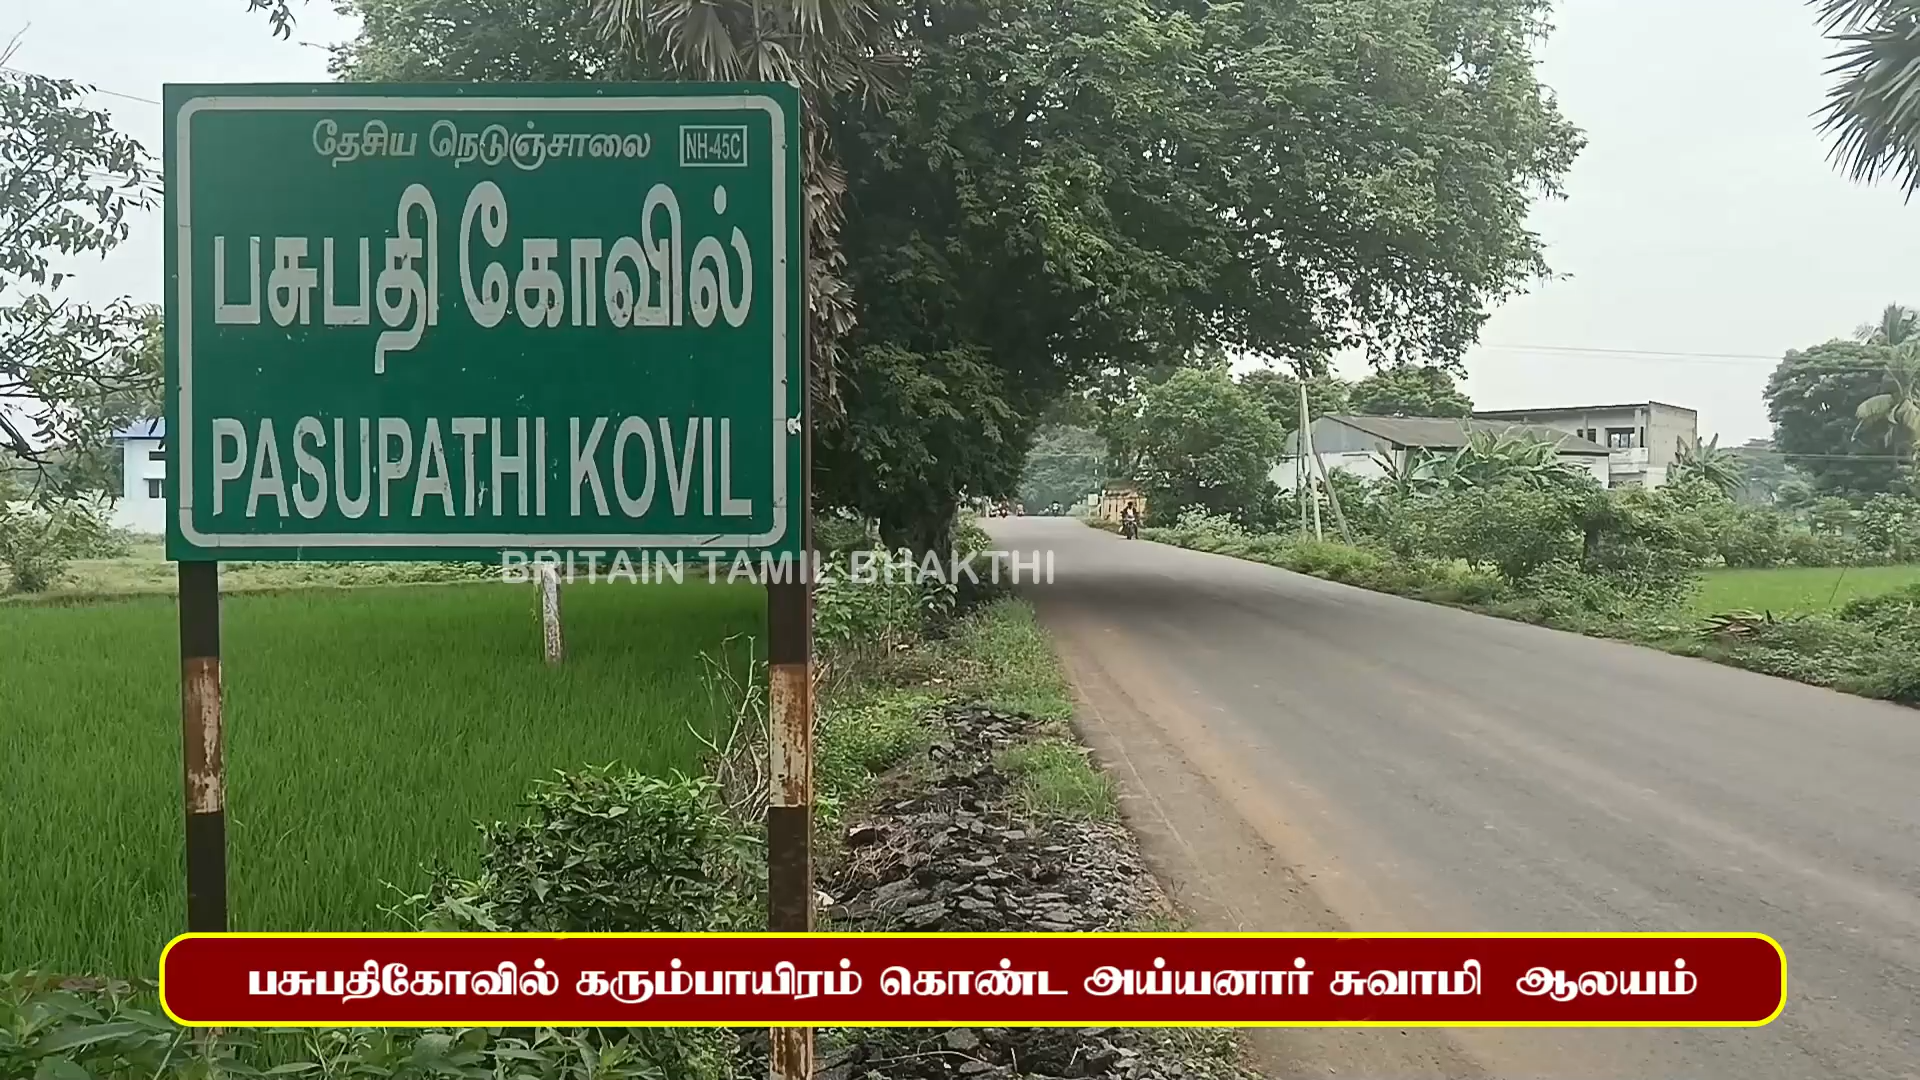 தேசிய நெடுஞ்சாலை NH-45C
பசுபதி கோவில்
PASUPATHI KOVIL
BRITAIN TAMIL BHAKTHI
பசுபதிகோவில் கரும்பாயிரம் கொண்ட அய்யனார் சுவாமி ஆலயம்